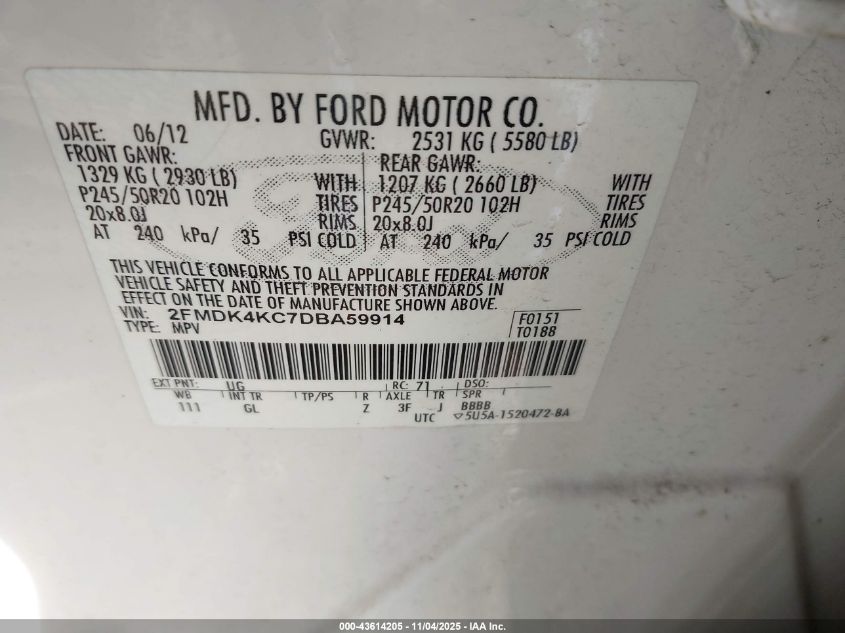 MFD. BY FORD MOTOR CO.
DATE: 06/12 GVWR: 2531 KG ( 5580 LB)
FRONT GAWR: REAR GAWR:
1329 KG ( 2930 LB) WITH 1207 KG ( 2660 LB) WITH
P245/50R20 102H TIRES P245/50R20 102H TIRES
20x8.0J RIMS 20x8.0J RIMS
AT 240 kPa/ 35 PSI COLD AT 240 kPa/ 35 PSI COLD
THIS VEHICLE CONFORMS TO ALL APPLICABLE FEDERAL MOTOR
VEHICLE SAFETY AND THEFT PREVENTION STANDARDS IN
EFFECT ON THE DATE OF MANUFACTURE SHOWN ABOVE.
VIN: 2FMDK4KC7DBA59914 F0151
TYPE: MPV T0188
EXT PNT: UG RC: 71 DSO:
WB INT TR TP/PS R AXLE TR SPR
111 GL Z 3F J BBBB
UTC ▽5U5A-1520472-BA
000-43614205 - 11/04/2025 - IAA Inc.